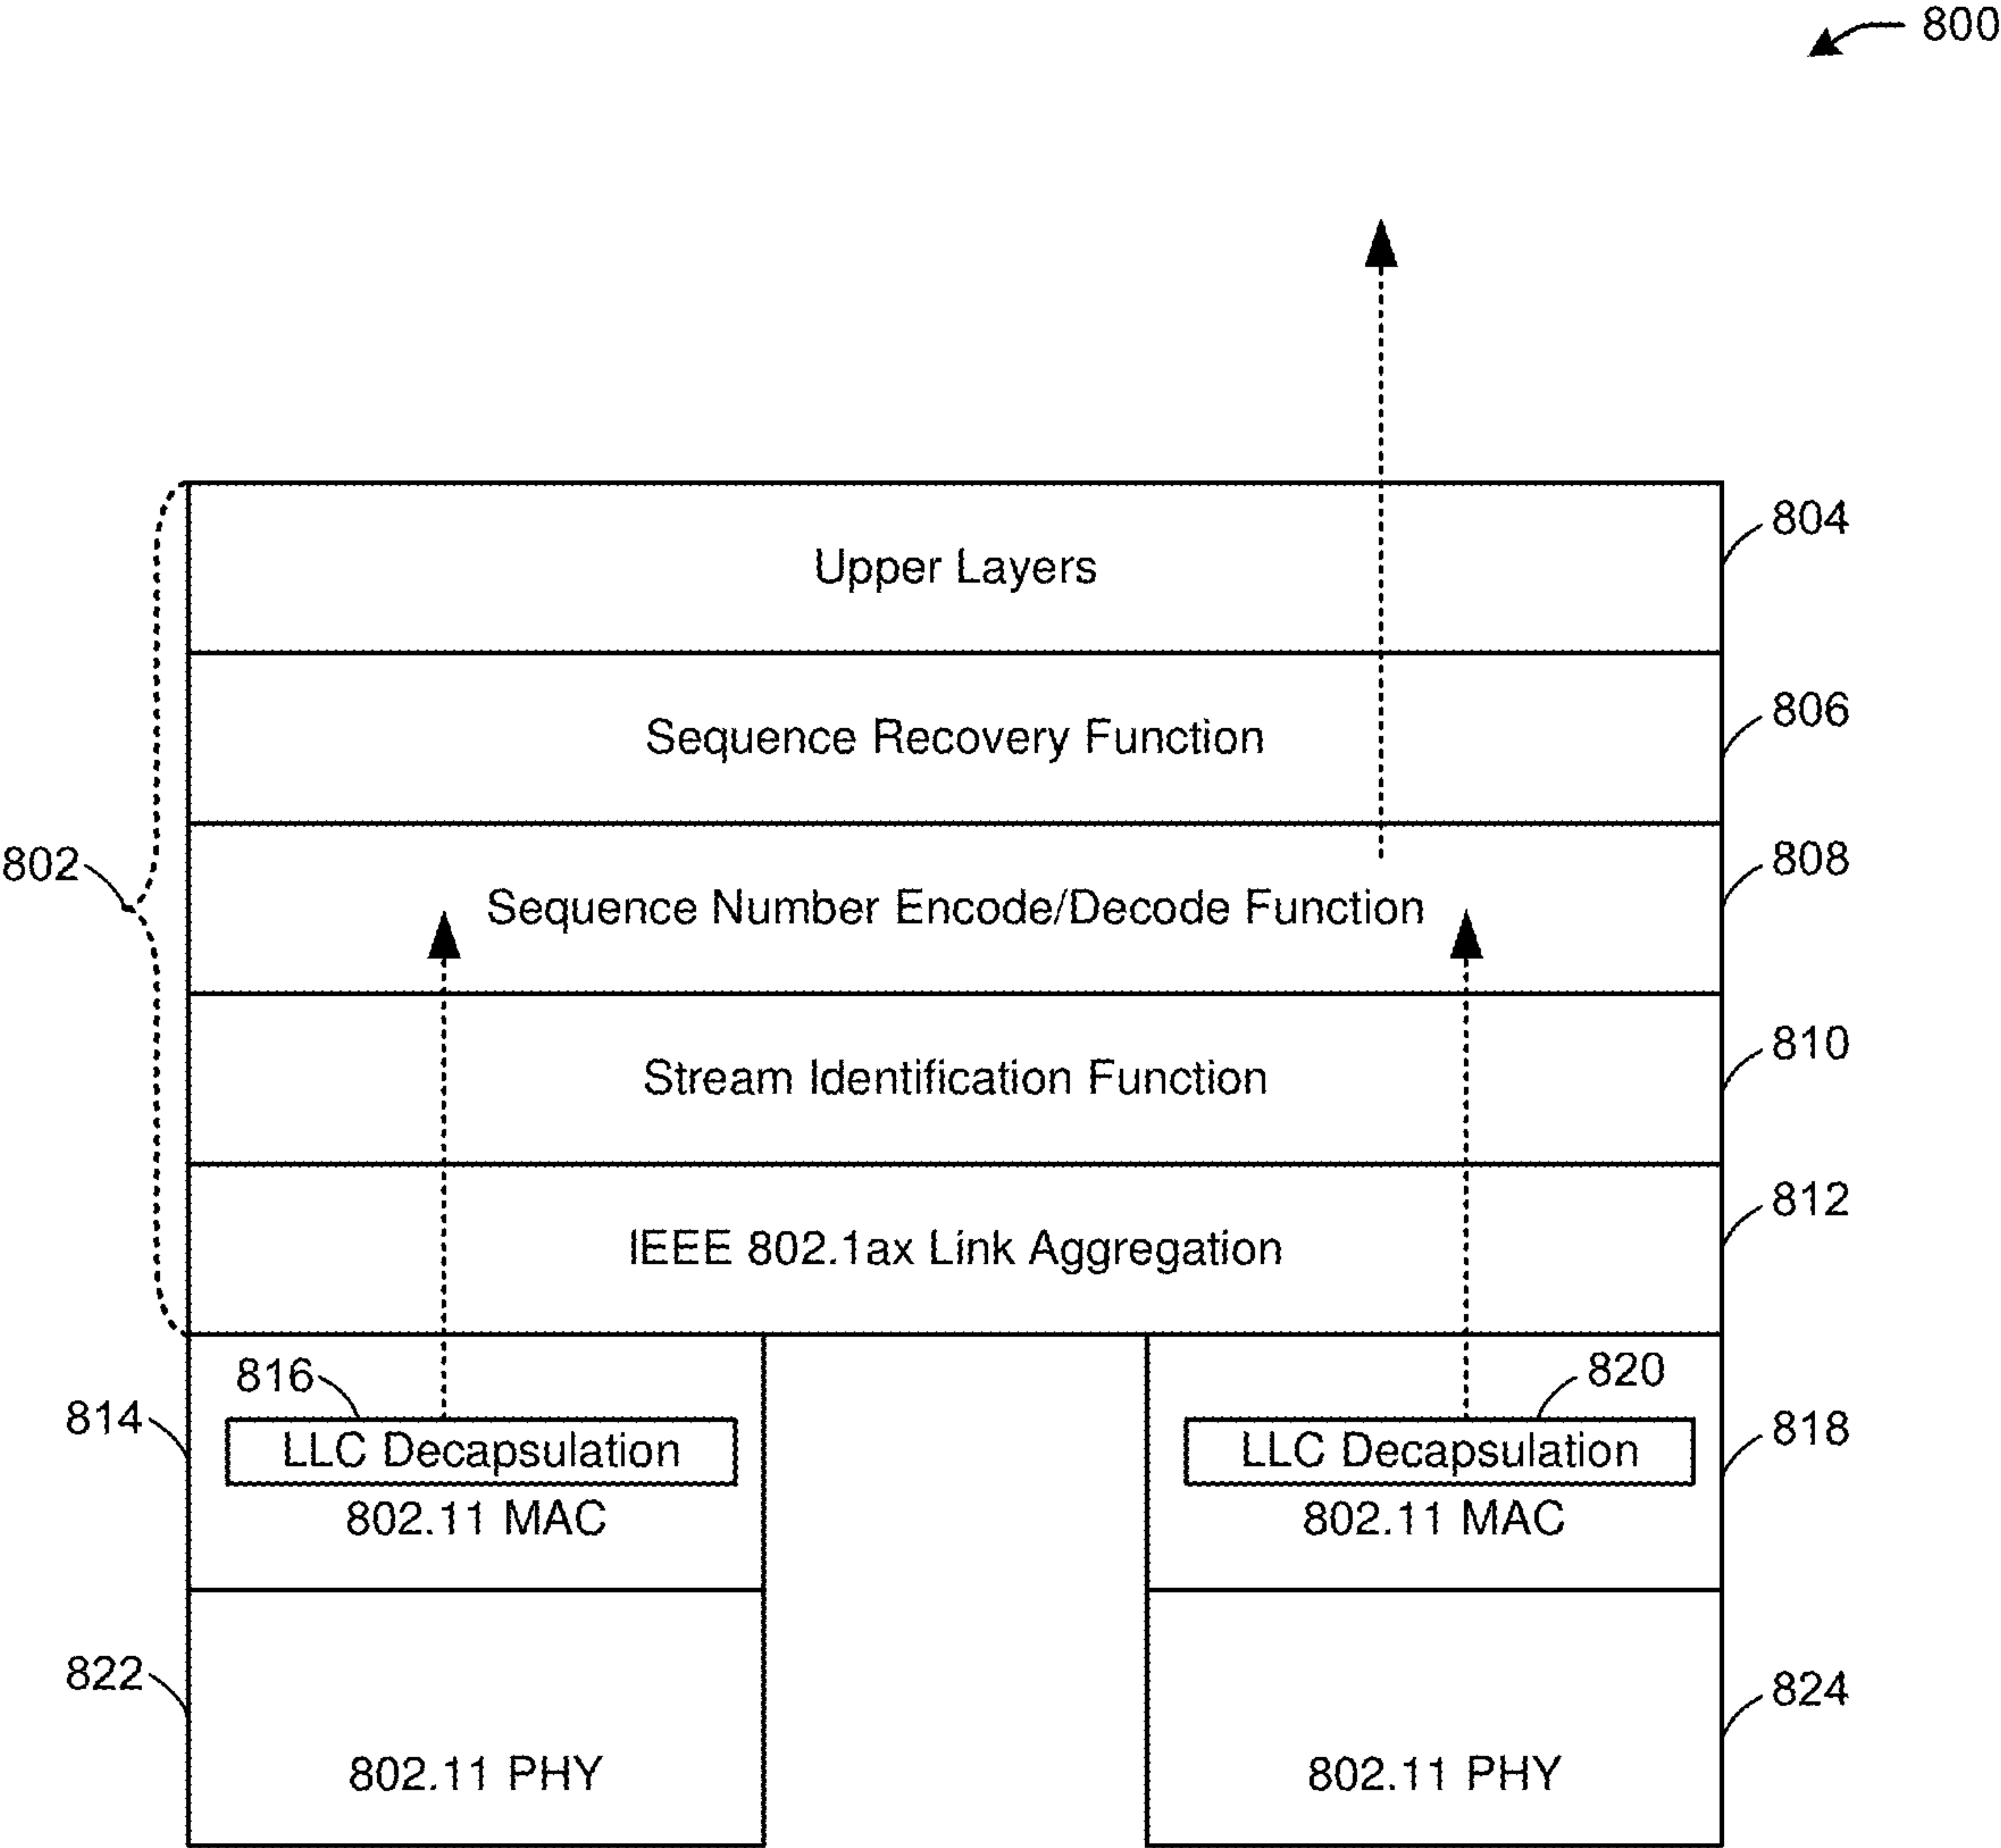 800
Upper Layers
804
Sequence Recovery Function
806
802
Sequence Number Encode/Decode Function
808
Stream Identification Function
810
IEEE 802.1ax Link Aggregation
812
816
820
814
LLC Decapsulation
LLC Decapsulation
818
802.11 MAC
802.11 MAC
822
824
802.11 PHY
802.11 PHY